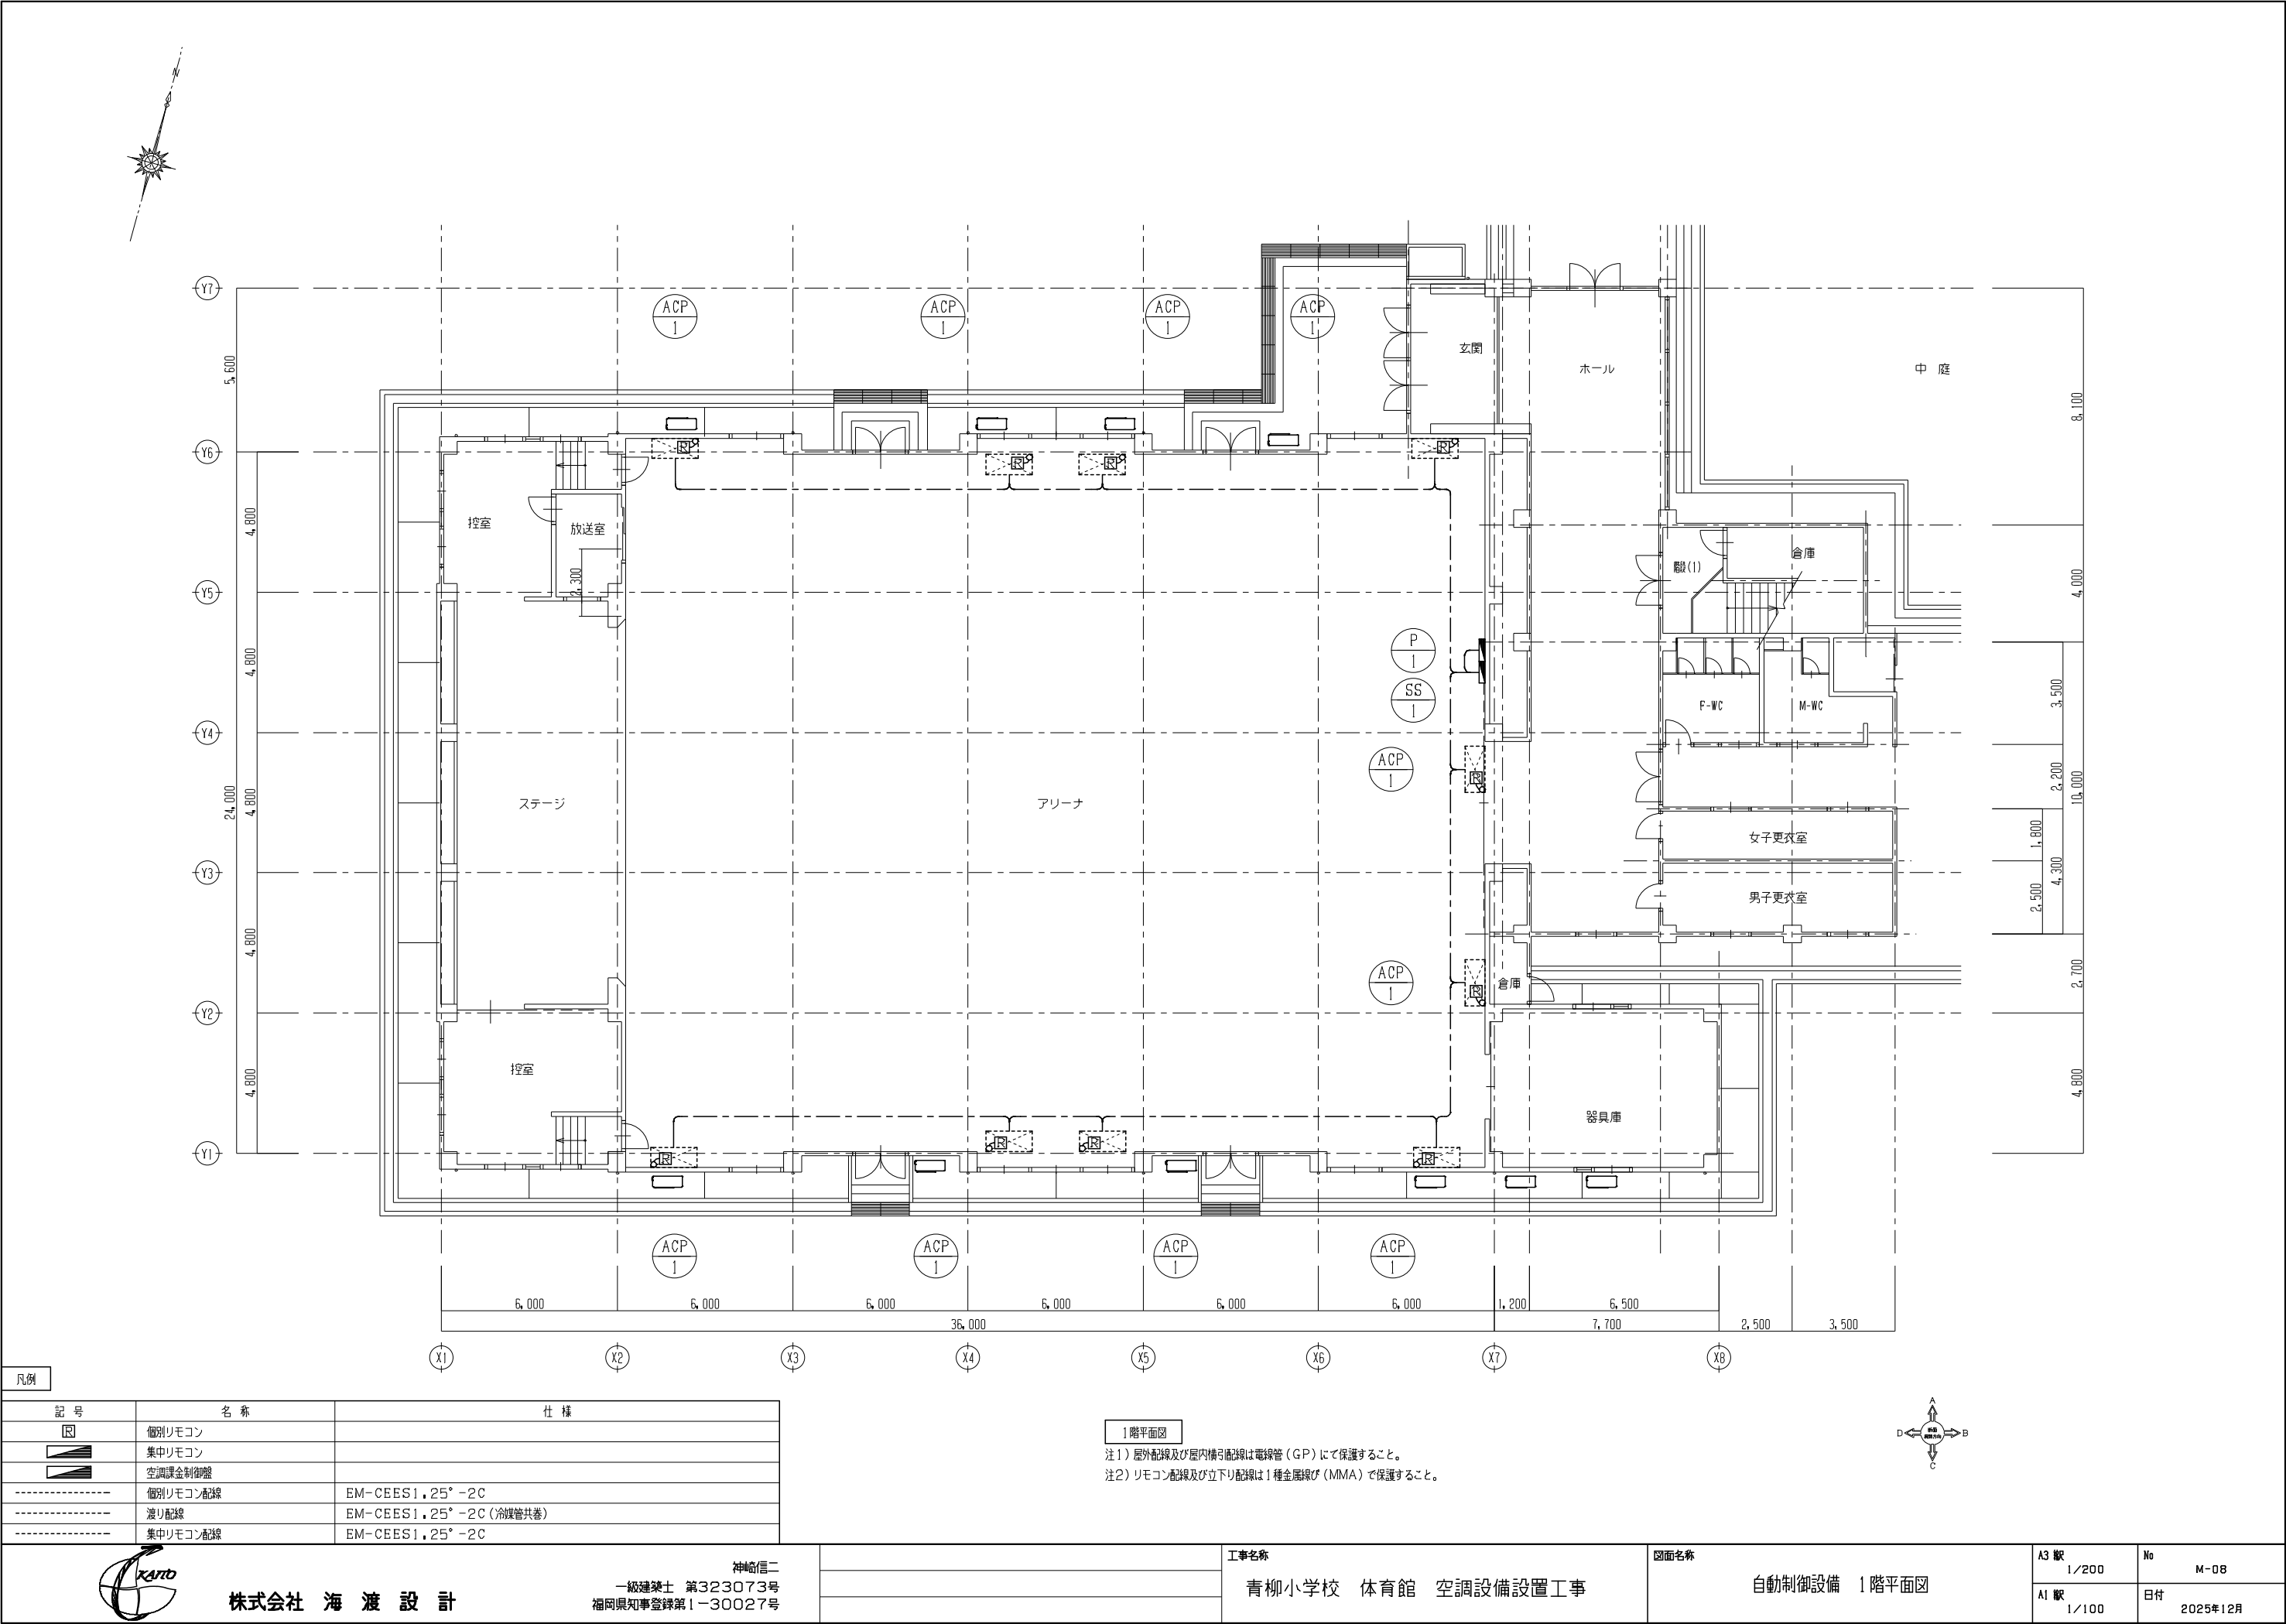 N
Y7
Y6
Y5
Y4
Y3
Y2
Y1
5,600
24,000
4,800
4,800
4,800
4,800
4,800
ACP
1
ACP
1
ACP
1
ACP
1
玄関
ホール
中 庭
8,100
4,000
10,000
2,700
4,800
3,500
2,200
4,300
1,800
2,500
R
R
R
R
控室
放送室
2,300
階段(1)
倉庫
P
1
SS
1
F-WC
M-WC
ACP
1
R
ステージ
アリーナ
女子更衣室
男子更衣室
ACP
1
R
倉庫
控室
器具庫
R
R
R
R
ACP
1
ACP
1
ACP
1
ACP
1
6,000
6,000
6,000
6,000
6,000
6,000
1,200
6,500
36,000
7,700
2,500
3,500
X1
X2
X3
X4
X5
X6
X7
X8
凡例
記 号 名 称 仕 様
R 個別リモコン
集中リモコン
空調課金制御盤
個別リモコン配線 EM-CEES1.25°-2C
渡り配線 EM-CEES1.25°-2C(冷媒管共巻)
集中リモコン配線 EM-CEES1.25°-2C
1階平面図
注1)屋外配線及び屋内横引配線は電線管(GP)にて保護すること。
注2)リモコン配線及び立下り配線は1種金属線ぴ(MMA)で保護すること。
A
B
C
D
KAITO
株式会社 海 渡 設 計
神崎信二
一級建築士 第323073号
福岡県知事登録第1-30027号
工事名称
青柳小学校 体育館 空調設備設置工事
図面名称
自動制御設備 1階平面図
A3 縮尺
1/200
A1 縮尺
1/100
No
M-08
日付
2025年12月